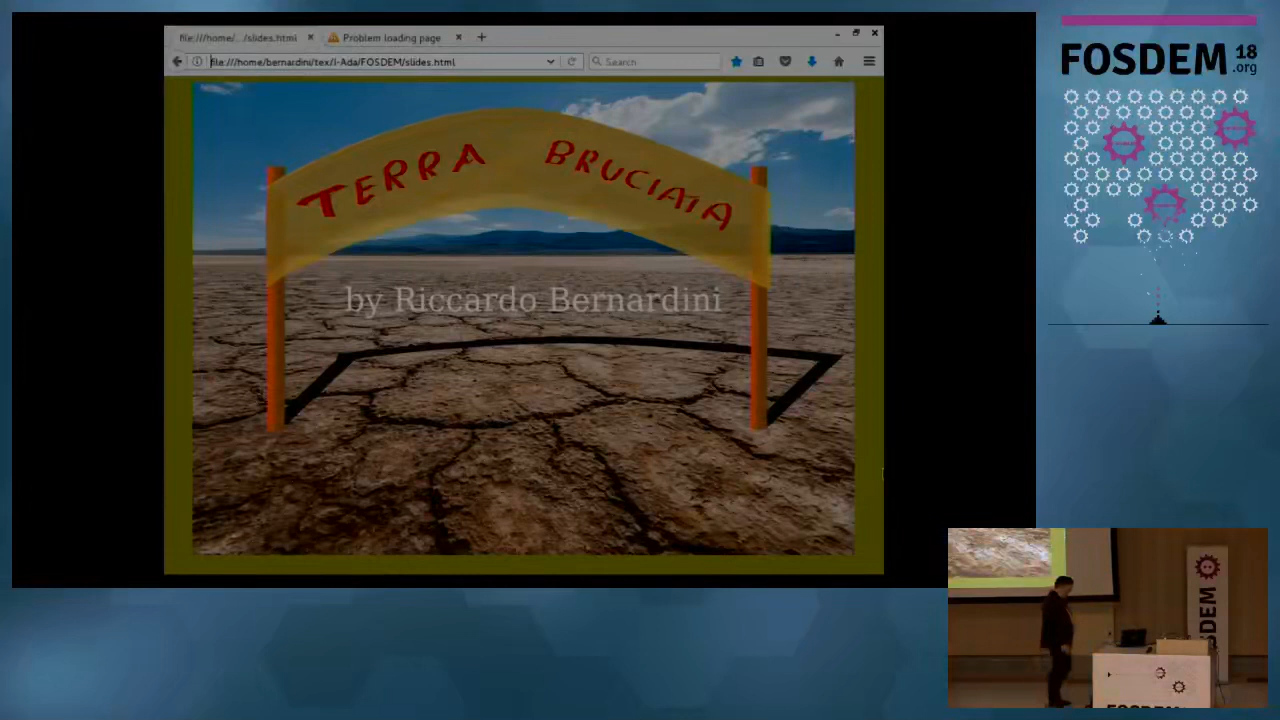 file:///home/.../slides.html
Problem loading page
file:///home/bernardini/tex/I-Ada/FOSDEM/slides.html
Search
TERRA BRUCIATA
by Riccardo Bernardini
FOSDEM 18
.org
FOSDEM